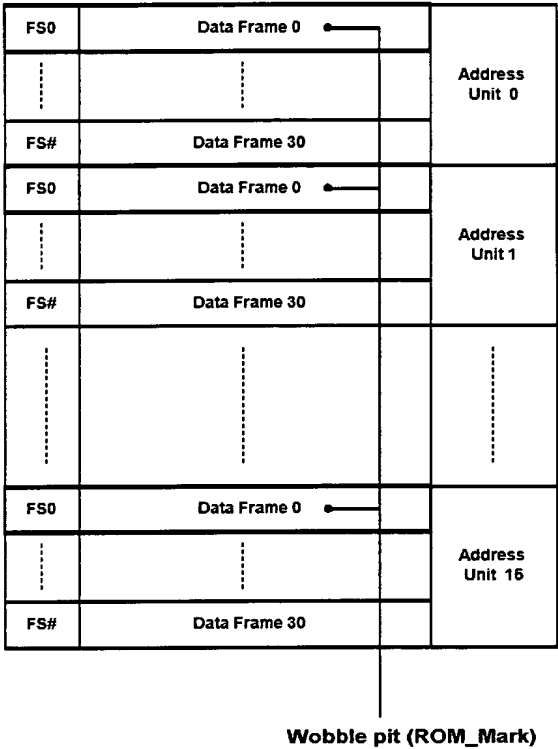 FS0 Data Frame 0
Address
Unit 0
FS# Data Frame 30
FS0 Data Frame 0
Address
Unit 1
FS# Data Frame 30
FS0 Data Frame 0
Address
Unit 15
FS# Data Frame 30
Wobble pit (ROM_Mark)